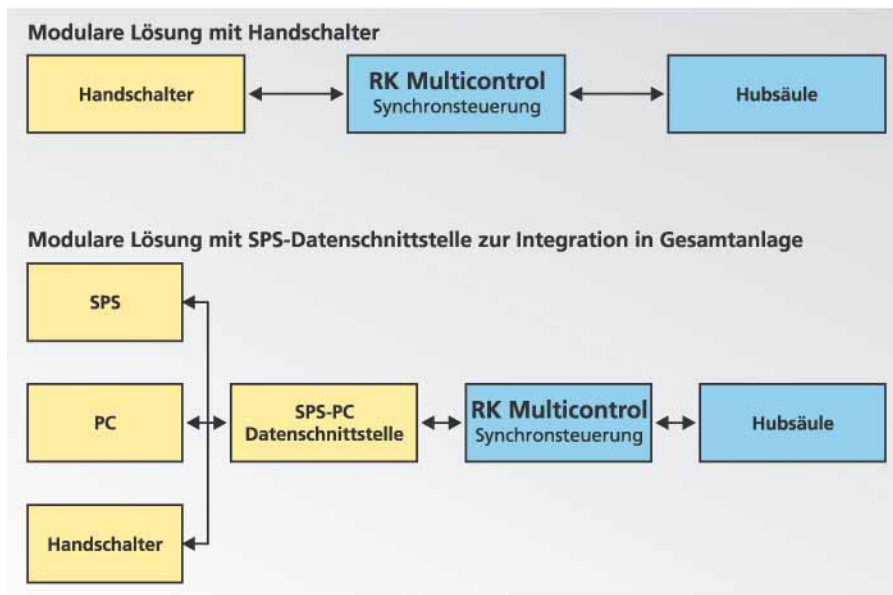 Modulare Lösung mit Handschalter
Handschalter
RK Multicontrol
Synchronsteuerung
Hubsäule
Modulare Lösung mit SPS-Datenschnittstelle zur Integration in Gesamtanlage
SPS
PC
SPS-PC
Datenschnittstelle
RK Multicontrol
Synchronsteuerung
Hubsäule
Handschalter